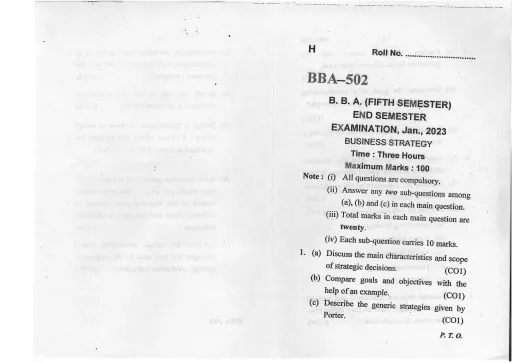 H Roll No. ..............................
BBA–502
B. B. A. (FIFTH SEMESTER)
END SEMESTER
EXAMINATION, Jan., 2023
BUSINESS STRATEGY
Time : Three Hours
Maximum Marks : 100
Note : (i) All questions are compulsory.
(ii) Answer any two sub-questions among
(a), (b) and (c) in each main question.
(iii) Total marks in each main question are
twenty.
(iv) Each sub-question carries 10 marks.
1. (a) Discuss the main characteristics and scope
of strategic decisions. (CO1)
(b) Compare goals and objectives with the
help of an example. (CO1)
(c) Describe the generic strategies given by
Porter. (CO1)
P. T. O.